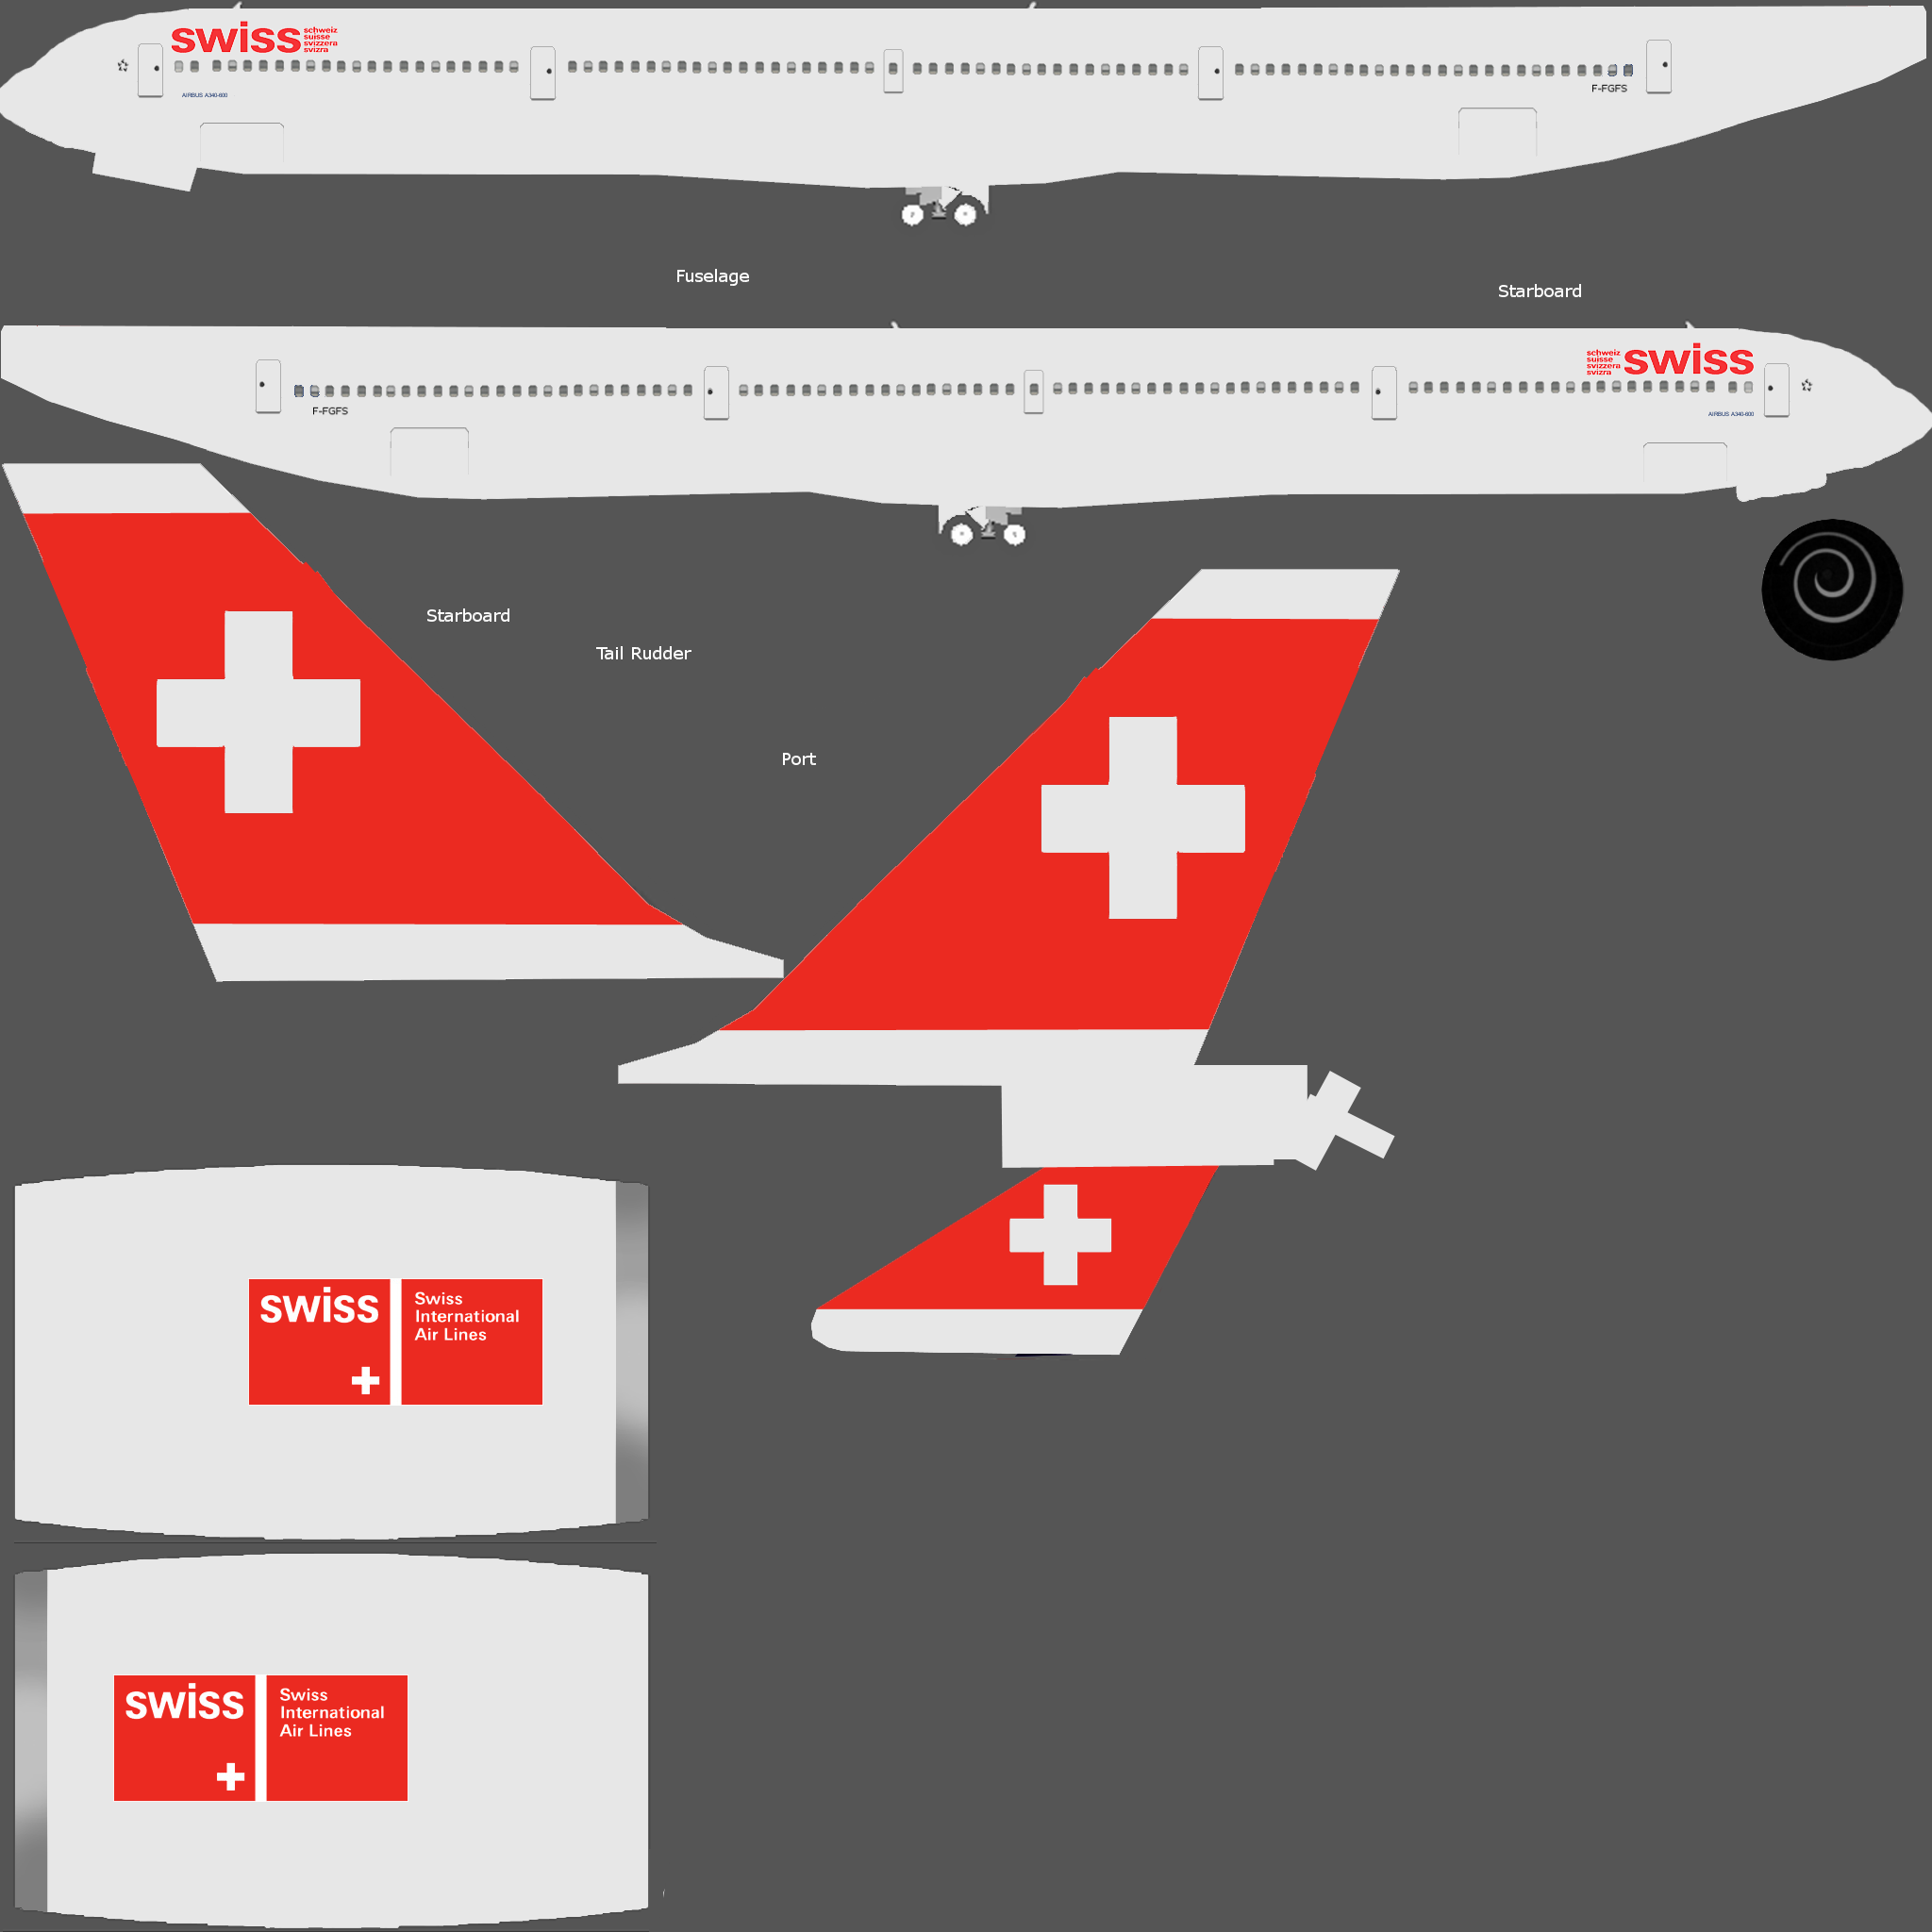 swiss
schweiz
suisse
svizzera
svizra
AIRBUS A340-600
F-FGFS
Fuselage
Starboard
schweiz
suisse
svizzera
svizra
swiss
F-FGFS
AIRBUS A340-600
Starboard
Tail Rudder
Port
swiss
Swiss
International
Air Lines
swiss
Swiss
International
Air Lines